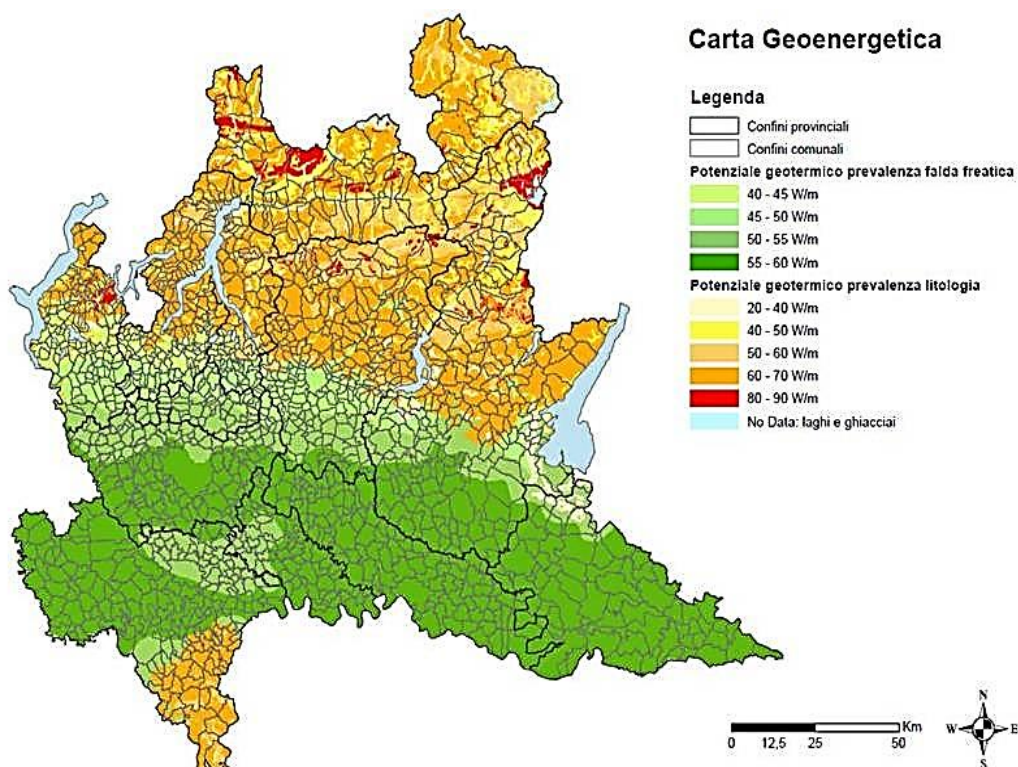 Carta Geoenergetica
Legenda
Confini provinciali
Confini comunali
Potenziale geotermico prevalenza falda freatica
40 - 45 W/m
45 - 50 W/m
50 - 55 W/m
55 - 60 W/m
Potenziale geotermico prevalenza litologia
20 - 40 W/m
40 - 50 W/m
50 - 60 W/m
60 - 70 W/m
80 - 90 W/m
No Data: laghi e ghiacciai
Km
0 12,5 25 50
N
W E
S